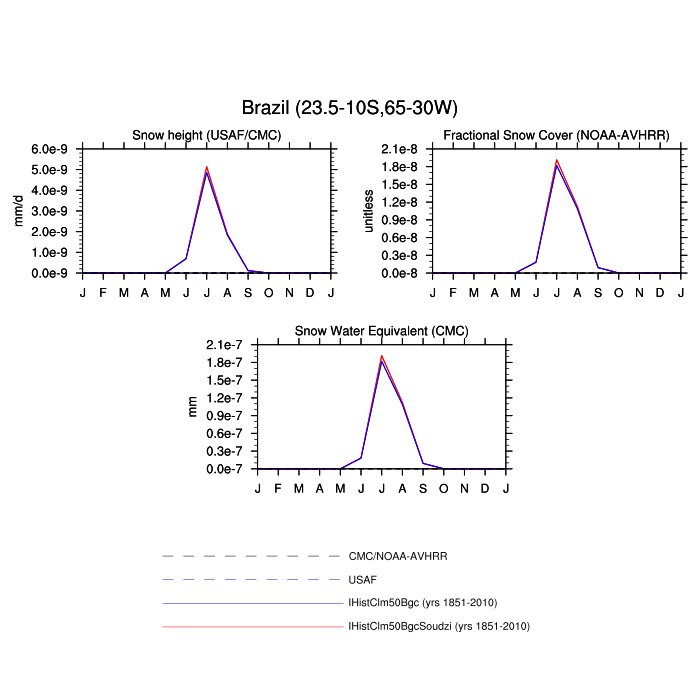 Brazil (23.5-10S,65-30W)
Snow height (USAF/CMC)
6.0e-9
5.0e-9
4.0e-9
3.0e-9
2.0e-9
1.0e-9
0.0e-9
mm/d
J F M A M J J A S O N D J
Fractional Snow Cover (NOAA-AVHRR)
2.1e-8
1.8e-8
1.5e-8
1.2e-8
0.9e-8
0.6e-8
0.3e-8
0.0e-8
unitless
J F M A M J J A S O N D J
Snow Water Equivalent (CMC)
2.1e-7
1.8e-7
1.5e-7
1.2e-7
0.9e-7
0.6e-7
0.3e-7
0.0e-7
mm
J F M A M J J A S O N D J
CMC/NOAA-AVHRR
USAF
IHistClm50Bgc (yrs 1851-2010)
IHistClm50BgcSoudzi (yrs 1851-2010)